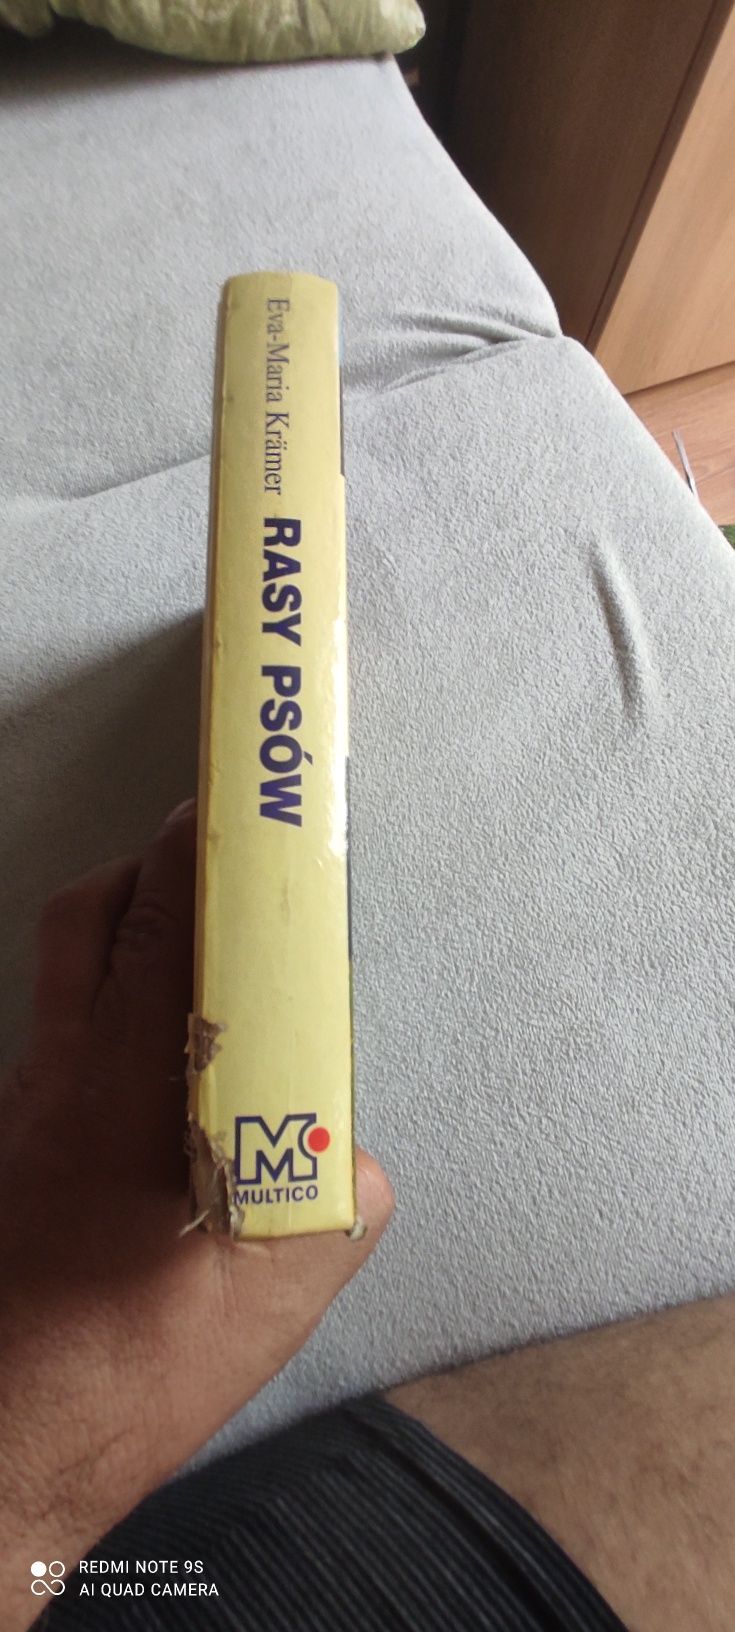 Eva-Maria Krämer RASY PSÓW
M
MULTICO
REDMI NOTE 9S
AI QUAD CAMERA